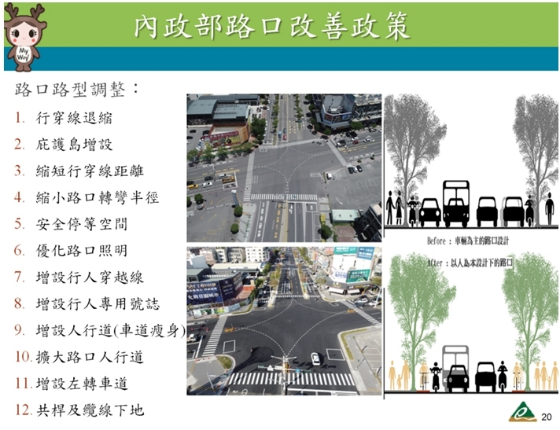 My Way
內政部路口改善政策
路口路型調整：
1. 行穿線退縮
2. 庇護島增設
3. 縮短行穿線距離
4. 縮小路口轉彎半徑
5. 安全停等空間
6. 優化路口照明
7. 增設行人穿越線
8. 增設行人專用號誌
9. 增設人行道(車道瘦身)
10. 擴大路口人行道
11. 增設左轉車道
12. 共桿及纜線下地
Before：車輛為主的路口設計
After：以人為本設計下的路口
20